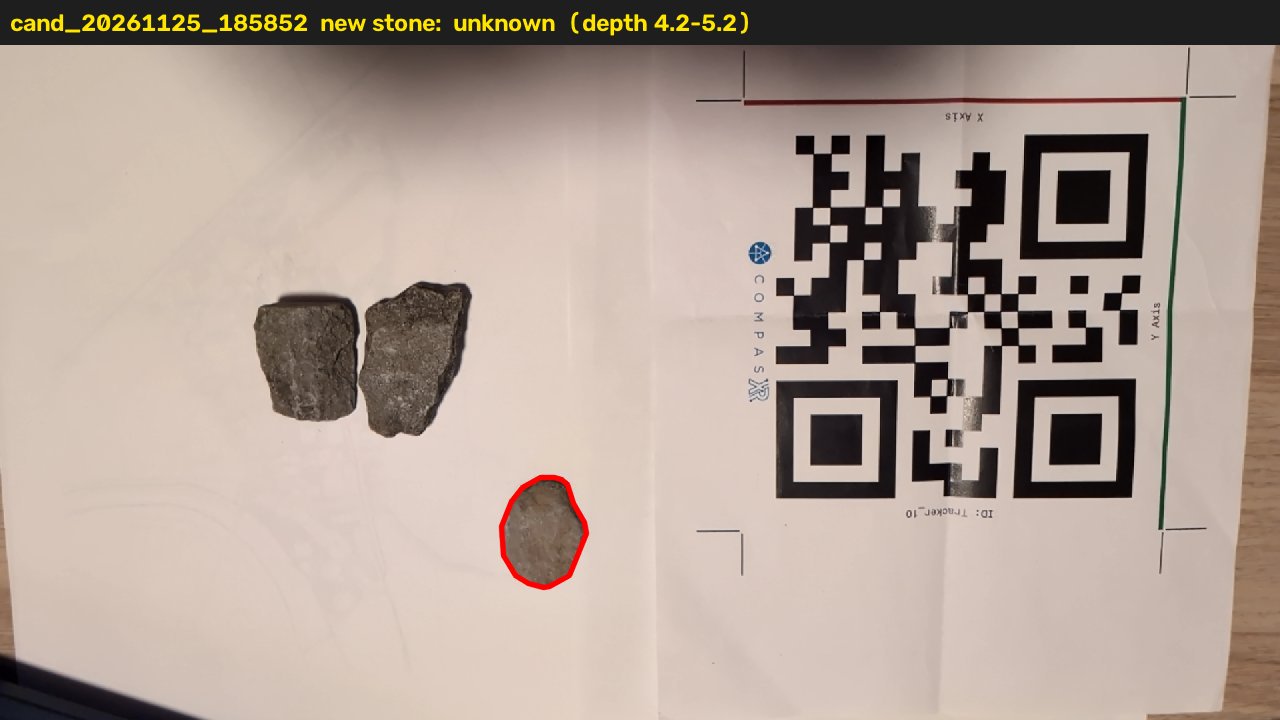 cand_20261125_185852 new stone: unknown (depth 4.2-5.2)
X Axis
Y Axis
COMPAS XR
ID: Tracker_10